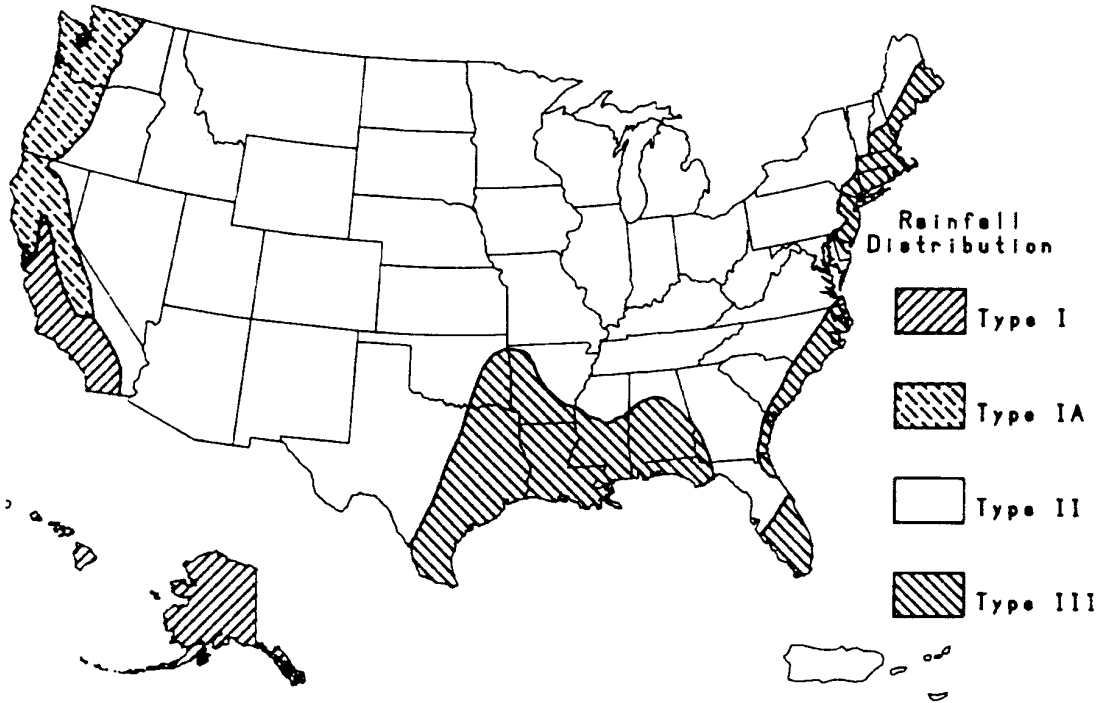 Rainfall
Distribution
Type I
Type IA
Type II
Type III